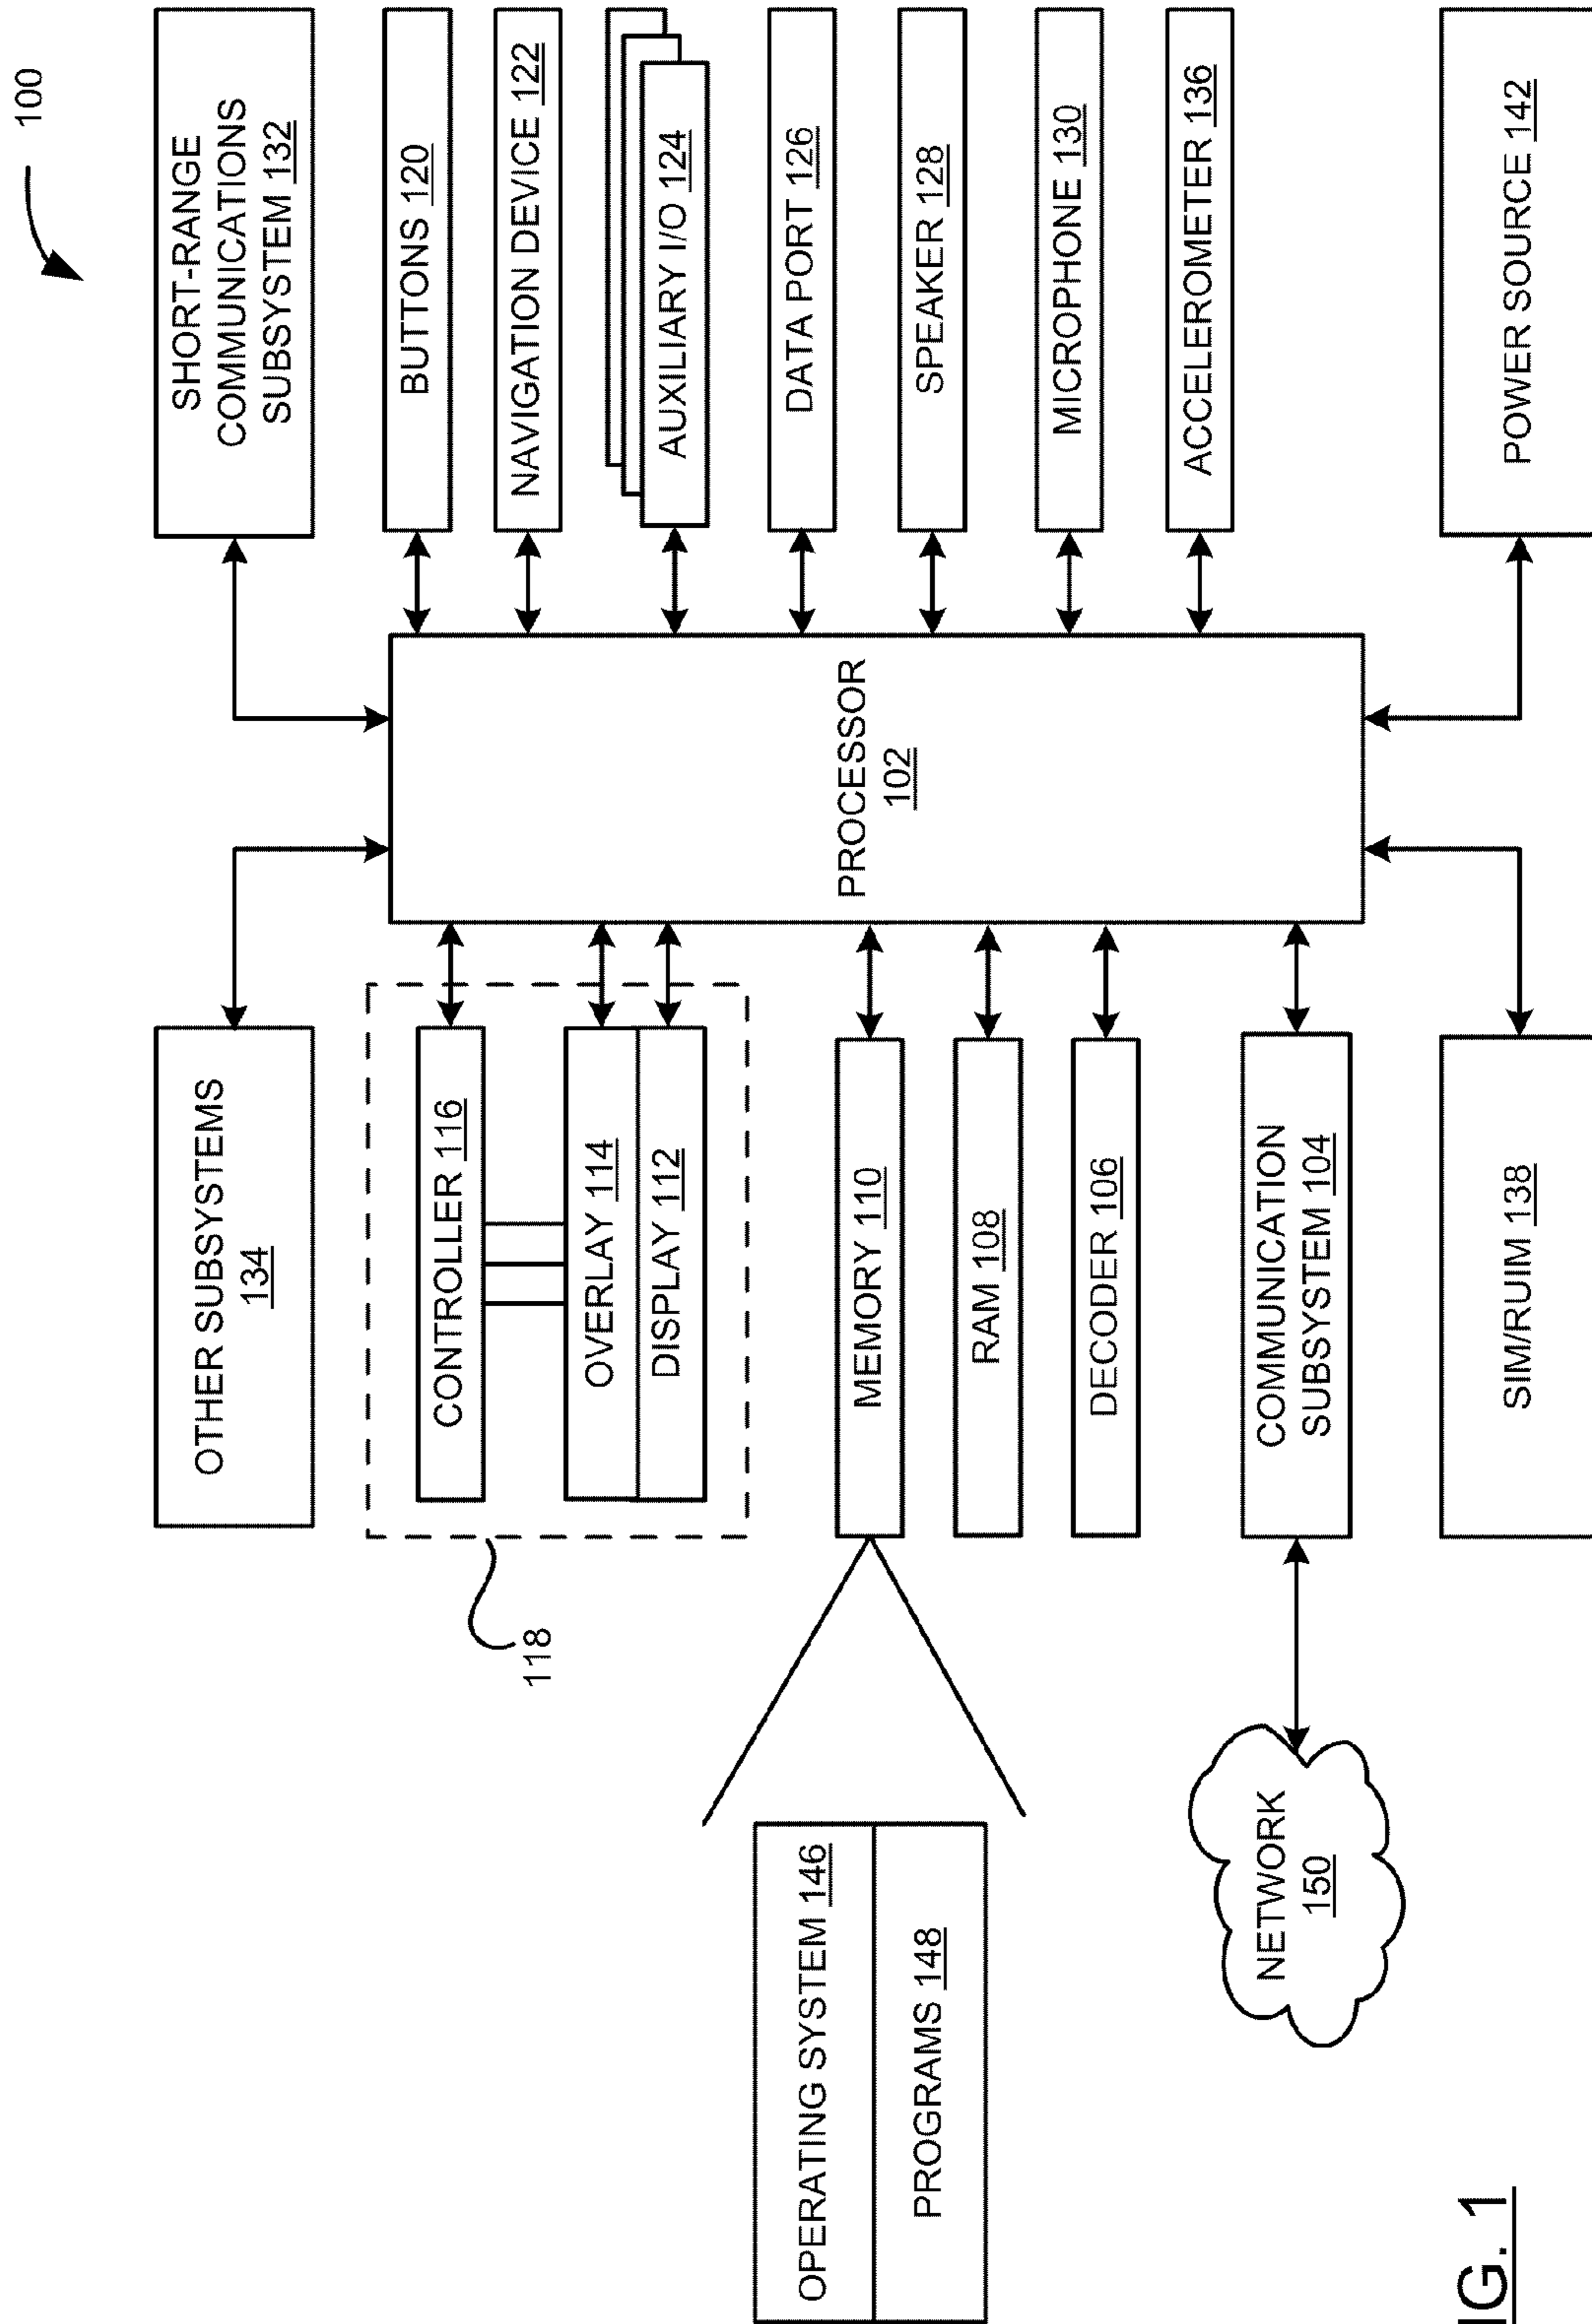 100
OTHER SUBSYSTEMS
134
SHORT-RANGE
COMMUNICATIONS
SUBSYSTEM 132
118
CONTROLLER 116
OVERLAY 114
DISPLAY 112
PROCESSOR
102
BUTTONS 120
NAVIGATION DEVICE 122
AUXILIARY I/O 124
DATA PORT 126
SPEAKER 128
MICROPHONE 130
ACCELEROMETER 136
OPERATING SYSTEM 146
PROGRAMS 148
MEMORY 110
RAM 108
DECODER 106
NETWORK
150
COMMUNICATION
SUBSYSTEM 104
SIM/RUIM 138
POWER SOURCE 142
IG. 1